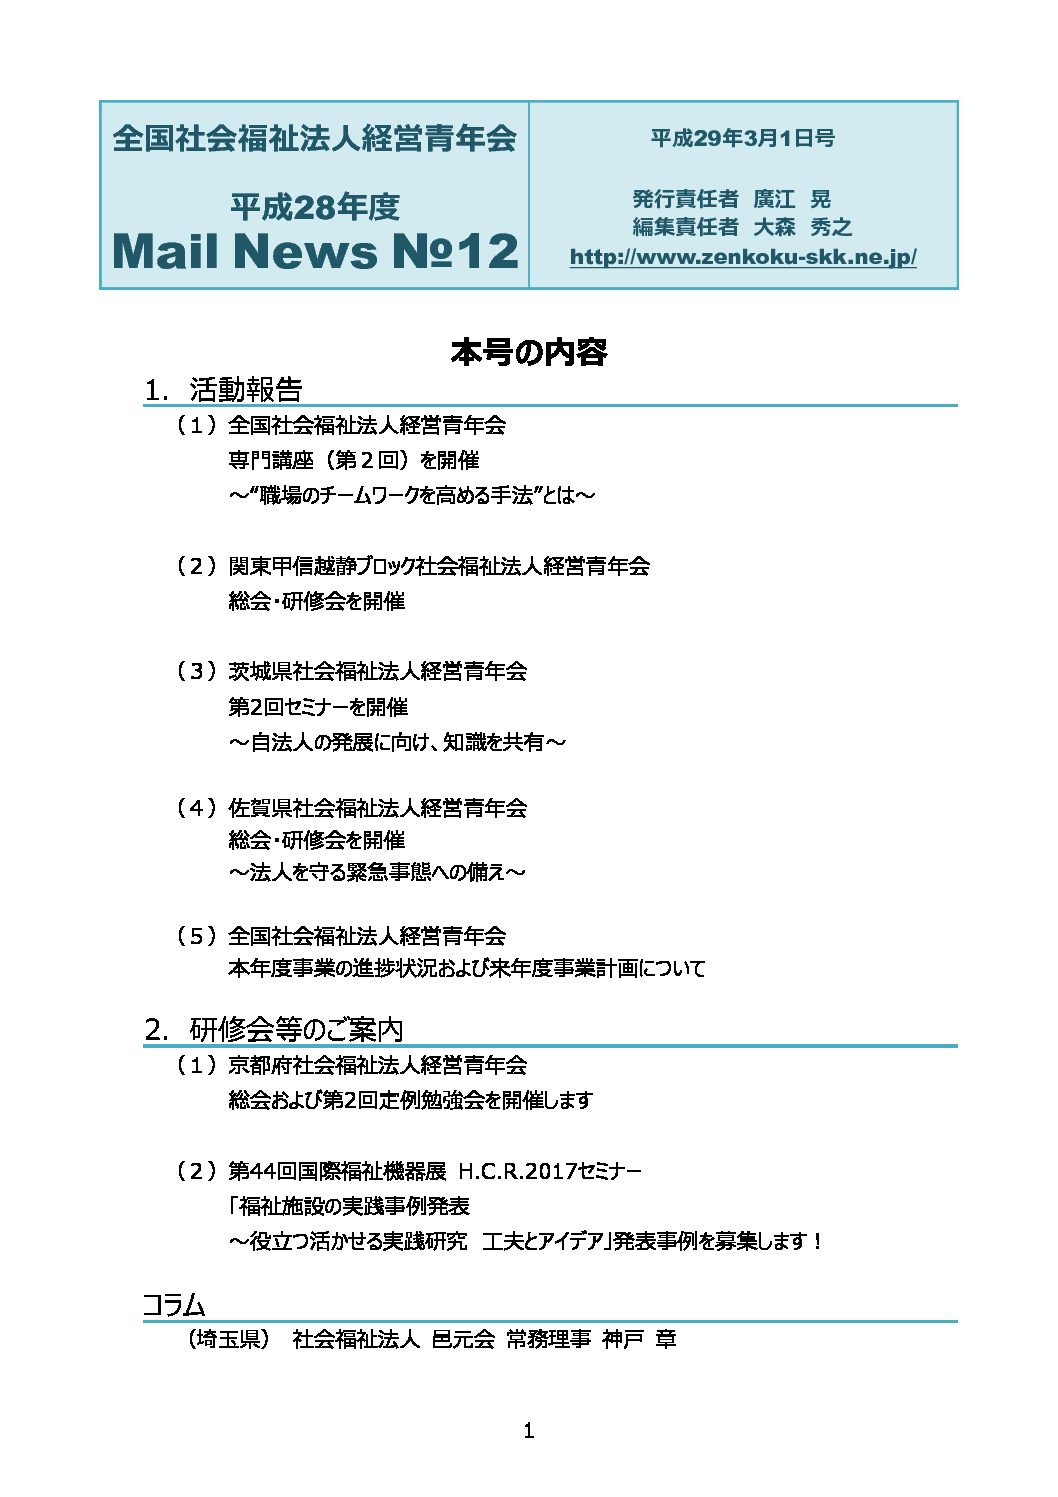 全国社会福祉法人経営青年会
平成28年度
Mail News №12
平成29年3月1日号
発行責任者 廣江 晃
編集責任者 大森 秀之
http://www.zenkoku-skk.ne.jp/
本号の内容
1. 活動報告
（１）全国社会福祉法人経営青年会
専門講座（第２回）を開催
～“職場のチームワークを高める手法”とは～
（２）関東甲信越静ブロック社会福祉法人経営青年会
総会・研修会を開催
（３）茨城県社会福祉法人経営青年会
第2回セミナーを開催
～自法人の発展に向け、知識を共有～
（４）佐賀県社会福祉法人経営青年会
総会・研修会を開催
～法人を守る緊急事態への備え～
（５）全国社会福祉法人経営青年会
本年度事業の進捗状況および来年度事業計画について
2. 研修会等のご案内
（１）京都府社会福祉法人経営青年会
総会および第2回定例勉強会を開催します
（２）第44回国際福祉機器展 H.C.R.2017セミナー
「福祉施設の実践事例発表
～役立つ活かせる実践研究 工夫とアイデア」発表事例を募集します！
コラム
（埼玉県） 社会福祉法人 邑元会 常務理事 神戸 章
1